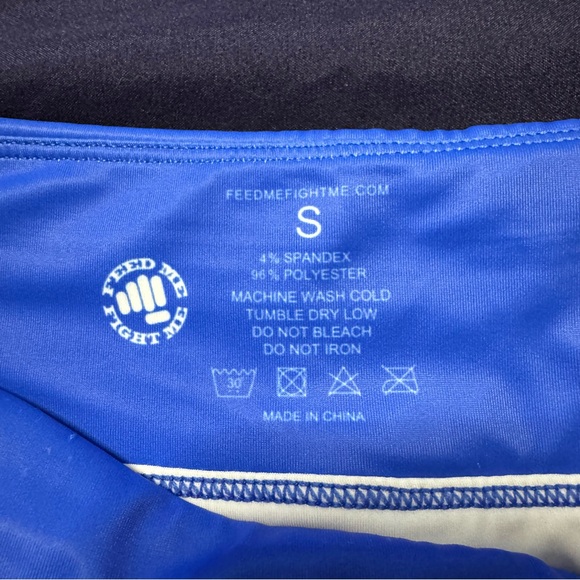 FEEDMEFIGHTME.COM
S
4% SPANDEX
96% POLYESTER
FEED ME
FIGHT ME
MACHINE WASH COLD
TUMBLE DRY LOW
DO NOT BLEACH
DO NOT IRON
30°
MADE IN CHINA